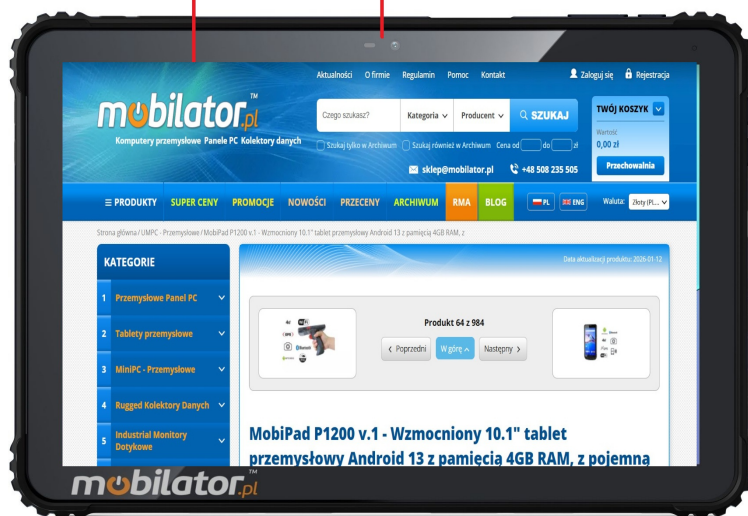 Aktualności O firmie Regulamin Pomoc Kontakt Zaloguj się Rejestracja
mobilator.pl™
Komputery przemysłowe Panele PC Kolektory danych
Czego szukasz? Kategoria Producent SZUKAJ
Szukaj tylko w Archiwum Szukaj również w Archiwum Cena od do zł
sklep@mobilator.pl +48 508 235 505
TWÓJ KOSZYK
Wartość
0,00 zł
Przechowalnia
PRODUKTY SUPER CENY PROMOCJE NOWOŚCI PRZECENY ARCHIWUM RMA BLOG PL ENG Waluta: Złoty (PL...
Strona główna / UMPC - Przemysłowe / MobiPad P1200 v.1 - Wzmocniony 10.1" tablet przemysłowy Android 13 z pamięcią 4GB RAM, z
KATEGORIE
1 Przemysłowe Panel PC
2 Tablety przemysłowe
3 MiniPC - Przemysłowe
4 Rugged Kolektory Danych
5 Industrial Monitory Dotykowe
Data aktualizacji produktu: 2026-01-12
Produkt 64 z 984
Poprzedni W górę Następny
MobiPad P1200 v.1 - Wzmocniony 10.1" tablet
przemysłowy Android 13 z pamięcią 4GB RAM, z pojemną
mobilator.pl™